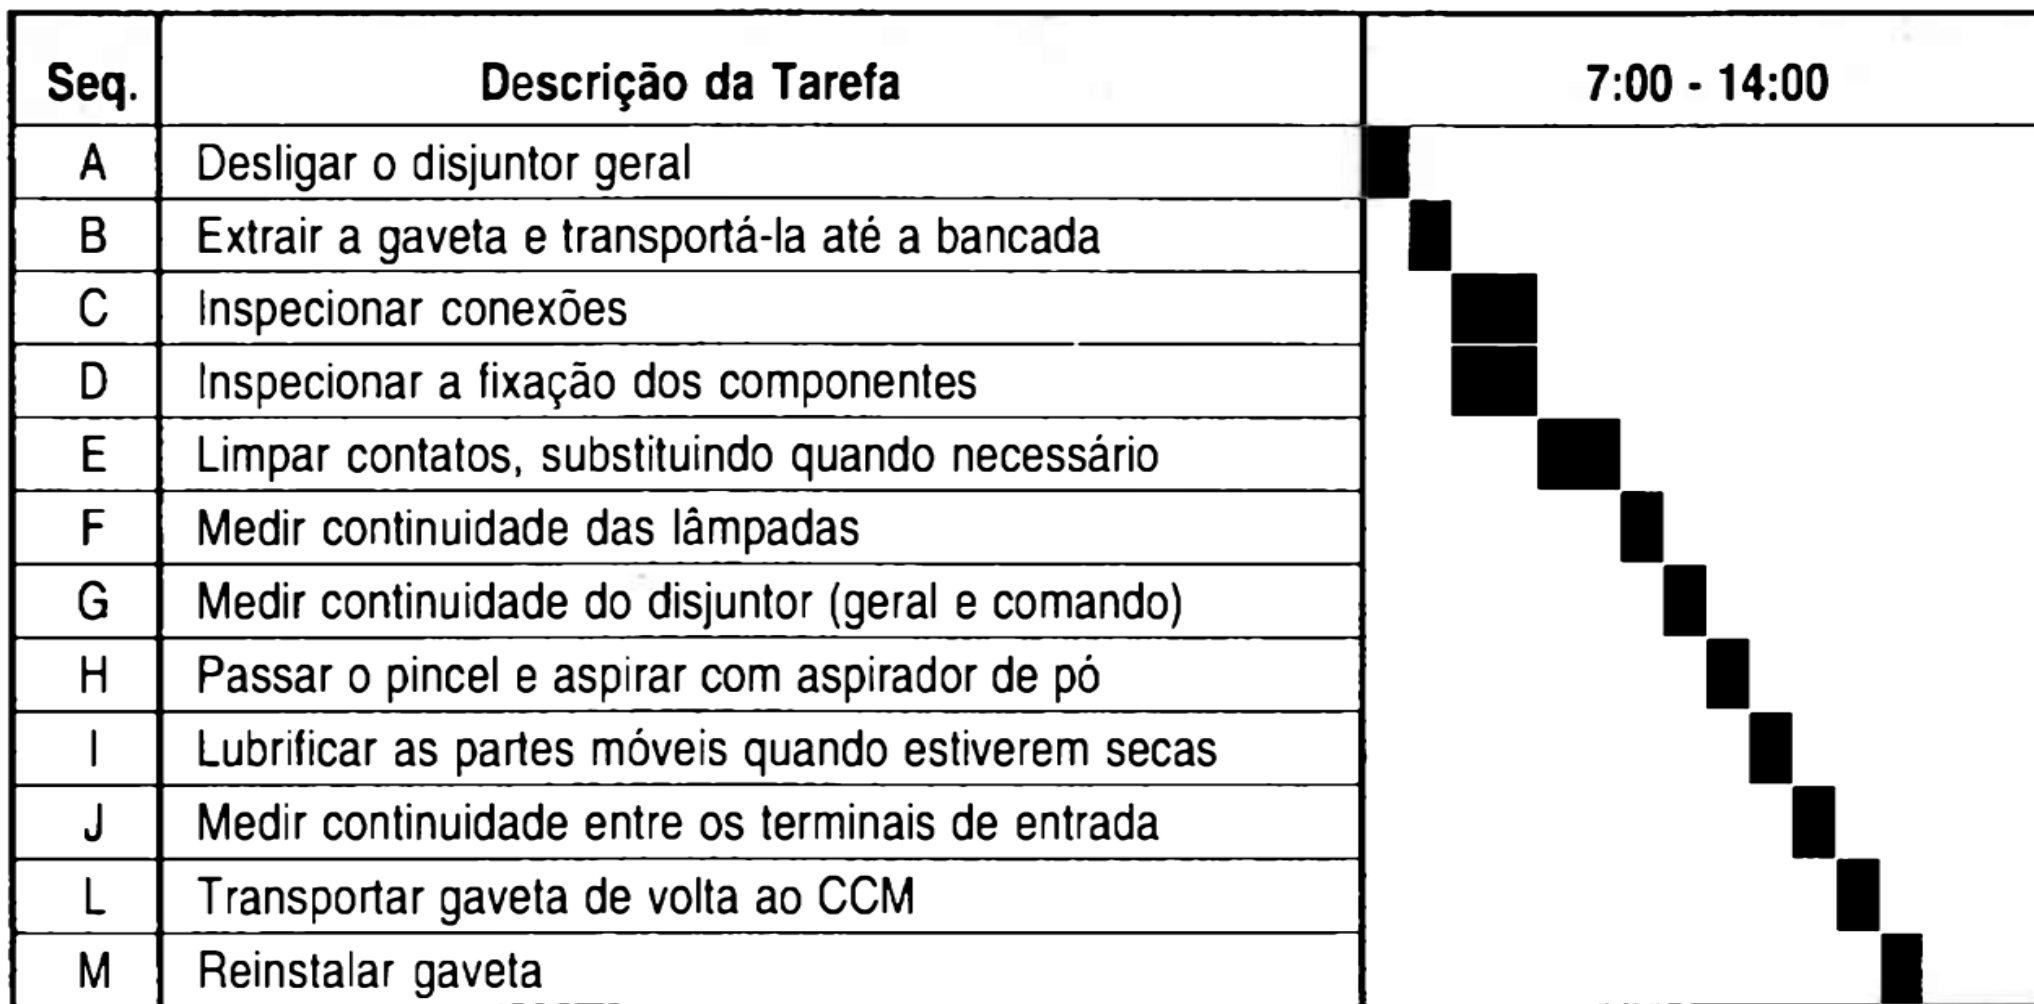 Seq. Descrição da Tarefa 7:00 - 14:00
A Desligar o disjuntor geral
B Extrair a gaveta e transportá-la até a bancada
C Inspecionar conexões
D Inspecionar a fixação dos componentes
E Limpar contatos, substituindo quando necessário
F Medir continuidade das lâmpadas
G Medir continuidade do disjuntor (geral e comando)
H Passar o pincel e aspirar com aspirador de pó
I Lubrificar as partes móveis quando estiverem secas
J Medir continuidade entre os terminais de entrada
L Transportar gaveta de volta ao CCM
M Reinstalar gaveta